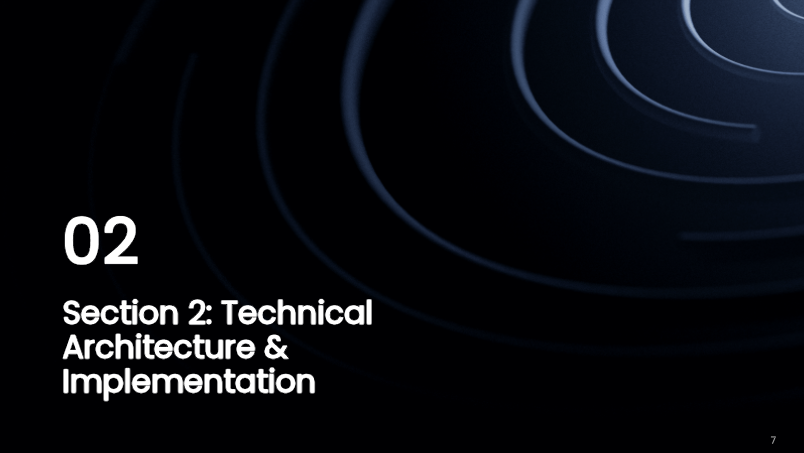 02
Section 2: Technical
Architecture &
Implementation
7